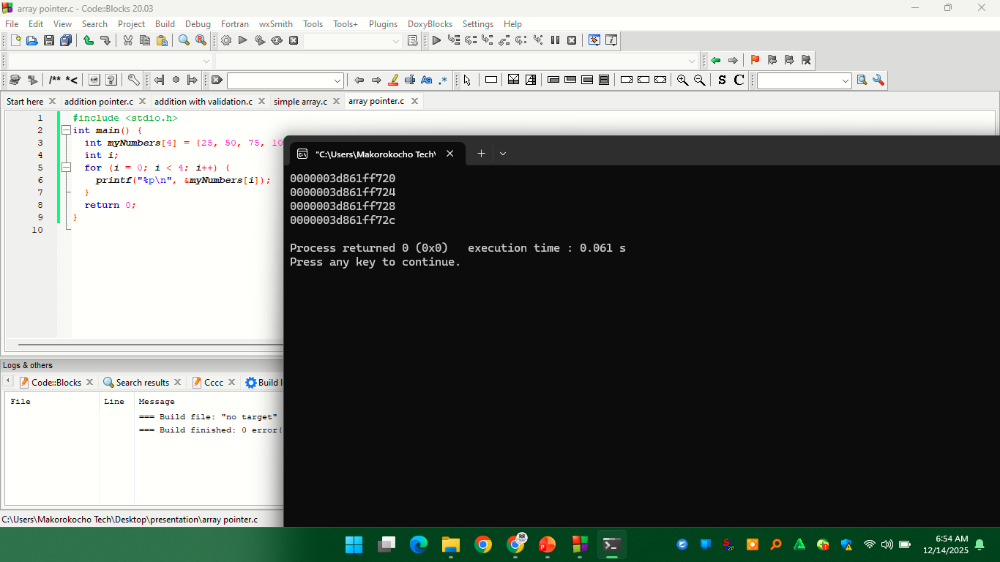 array pointer.c - Code::Blocks 20.03
File Edit View Search Project Build Debug Fortran wxSmith Tools Tools+ Plugins DoxyBlocks Settings Help
/** *<
Aa .*
S C
Start here addition pointer.c addition with validation.c simple array.c array pointer.c
1 #include <stdio.h>
2 int main() {
3 int myNumbers[4] = {25, 50, 75, 10
4 int i;
5 for (i = 0; i < 4; i++) {
6 printf("%p\n", &myNumbers[i]);
7 }
8 return 0;
9 }
10
"C:\Users\Makorokocho Tech\
0000003d861ff720
0000003d861ff724
0000003d861ff728
0000003d861ff72c
Process returned 0 (0x0) execution time : 0.061 s
Press any key to continue.
Logs & others
Code::Blocks Search results Cccc Build l
File Line Message
=== Build file: "no target"
=== Build finished: 0 error(
C:\Users\Makorokocho Tech\Desktop\presentation\array pointer.c
6:54 AM
12/14/2025